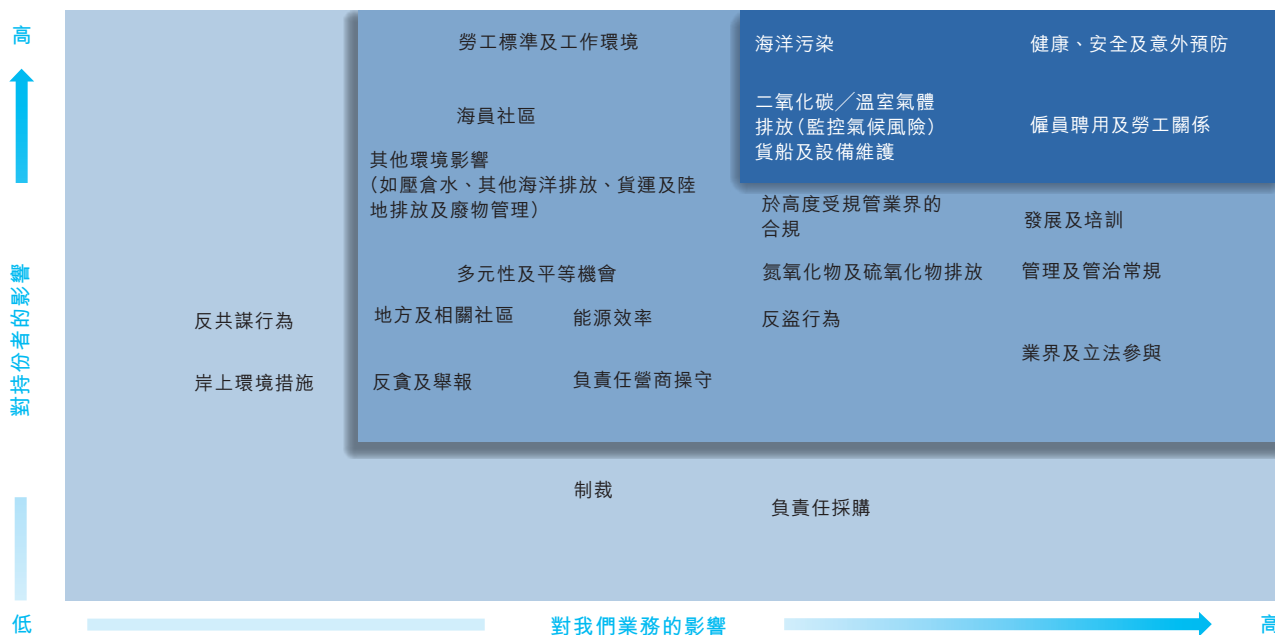 高
對持份者的影響
低
勞工標準及工作環境
海員社區
其他環境影響
（如壓倉水、其他海洋排放、貨運及陸
地排放及廢物管理）
多元性及平等機會
地方及相關社區
能源效率
反貪及舉報
負責任營商操守
反共謀行為
岸上環境措施
海洋污染
健康、安全及意外預防
二氧化碳╱溫室氣體
排放（監控氣候風險）
貨船及設備維護
僱員聘用及勞工關係
於高度受規管業界的
合規
發展及培訓
氮氧化物及硫氧化物排放
管理及管治常規
反盜行為
業界及立法參與
制裁
負責任採購
對我們業務的影響
高